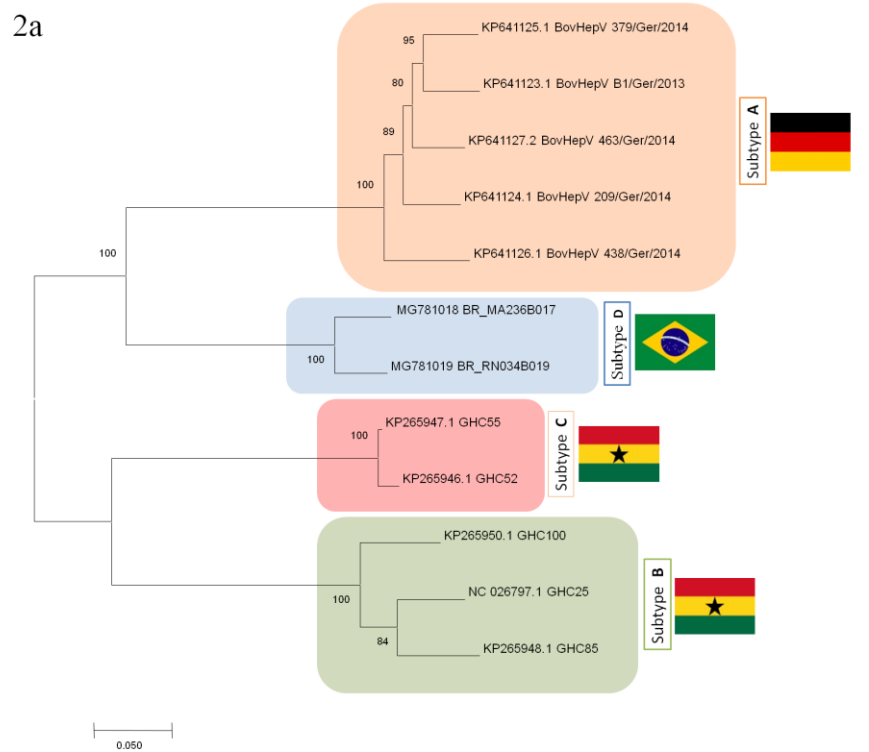 2a
95
KP641125.1 BovHepV 379/Ger/2014
80
KP641123.1 BovHepV B1/Ger/2013
89
KP641127.2 BovHepV 463/Ger/2014
100
KP641124.1 BovHepV 209/Ger/2014
KP641126.1 BovHepV 438/Ger/2014
Subtype A
100
MG781018 BR_MA236B017
100
MG781019 BR_RN034B019
Subtype D
KP265947.1 GHC55
100
KP265946.1 GHC52
Subtype C
KP265950.1 GHC100
100
NC 026797.1 GHC25
84
KP265948.1 GHC85
Subtype B
0.050